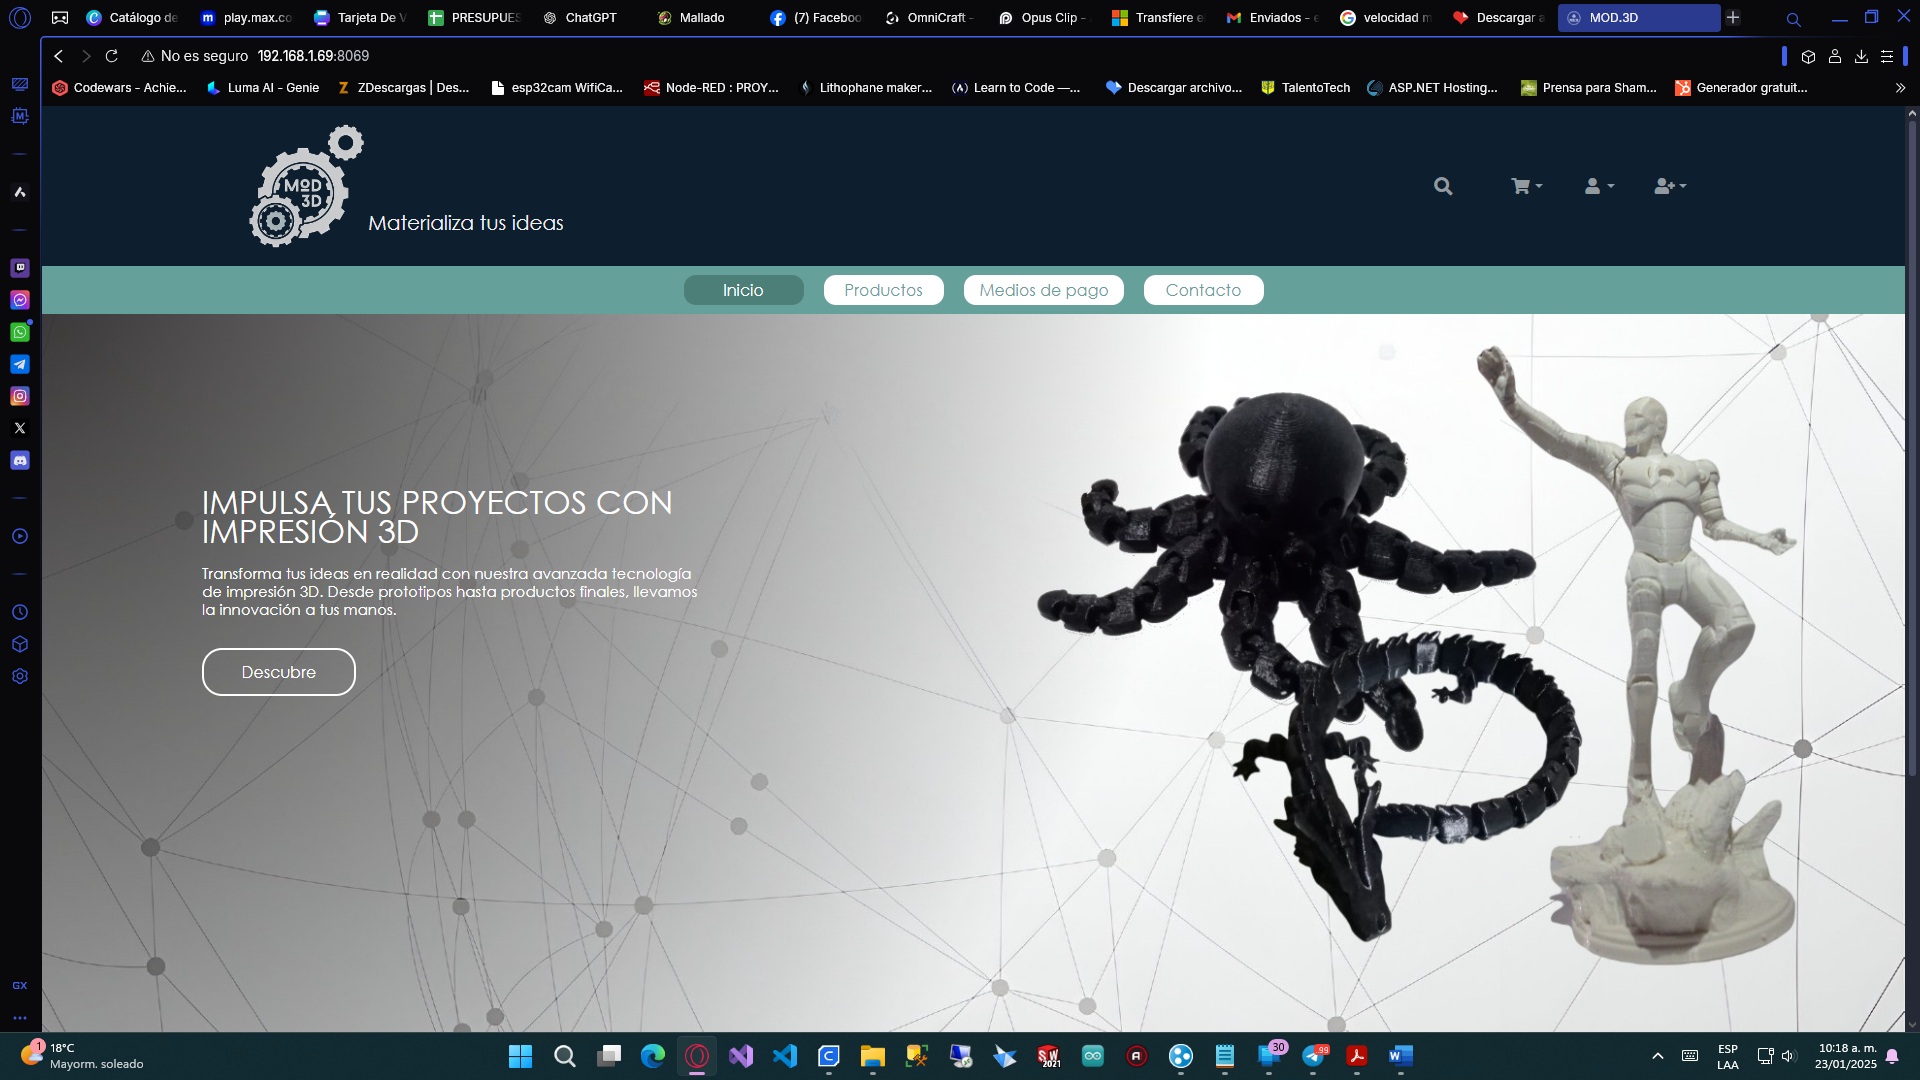 Catálogo de
play.max.co
Tarjeta De V
PRESUPUES
ChatGPT
Mallado
(7) Faceboo
OmniCraft -
Opus Clip -
Transfiere e
Enviados - e
velocidad m
Descargar a
MOD.3D
No es seguro 192.168.1.69:8069
Codewars - Achie...
Luma AI - Genie
ZDescargas | Des...
esp32cam WifiCa...
Node-RED : PROY...
Lithophane maker...
Learn to Code —...
Descargar archivo...
TalentoTech
ASP.NET Hosting...
Prensa para Sham...
Generador gratuit...
MOD
3D
Materializa tus ideas
Inicio
Productos
Medios de pago
Contacto
IMPULSA TUS PROYECTOS CON
IMPRESIÓN 3D
Transforma tus ideas en realidad con nuestra avanzada tecnología
de impresión 3D. Desde prototipos hasta productos finales, llevamos
la innovación a tus manos.
Descubre
GX
1
18°C
Mayorm. soleado
SW
2021
30
.99
ESP
LAA
10:18 a. m.
23/01/2025